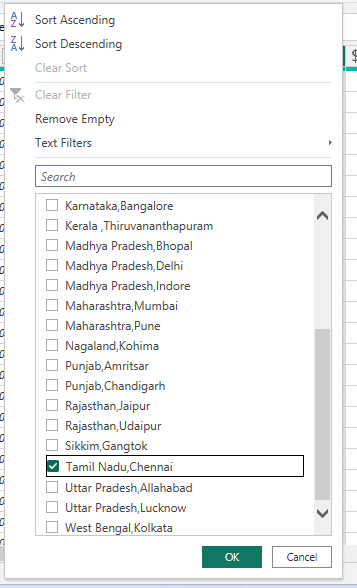 Sort Ascending
Sort Descending
Clear Sort
Clear Filter
Remove Empty
Text Filters
Search
Karnataka,Bangalore
Kerala ,Thiruvananthapuram
Madhya Pradesh,Bhopal
Madhya Pradesh,Delhi
Madhya Pradesh,Indore
Maharashtra,Mumbai
Maharashtra,Pune
Nagaland,Kohima
Punjab,Amritsar
Punjab,Chandigarh
Rajasthan,Jaipur
Rajasthan,Udaipur
Sikkim,Gangtok
Tamil Nadu,Chennai
Uttar Pradesh,Allahabad
Uttar Pradesh,Lucknow
West Bengal,Kolkata
OK Cancel